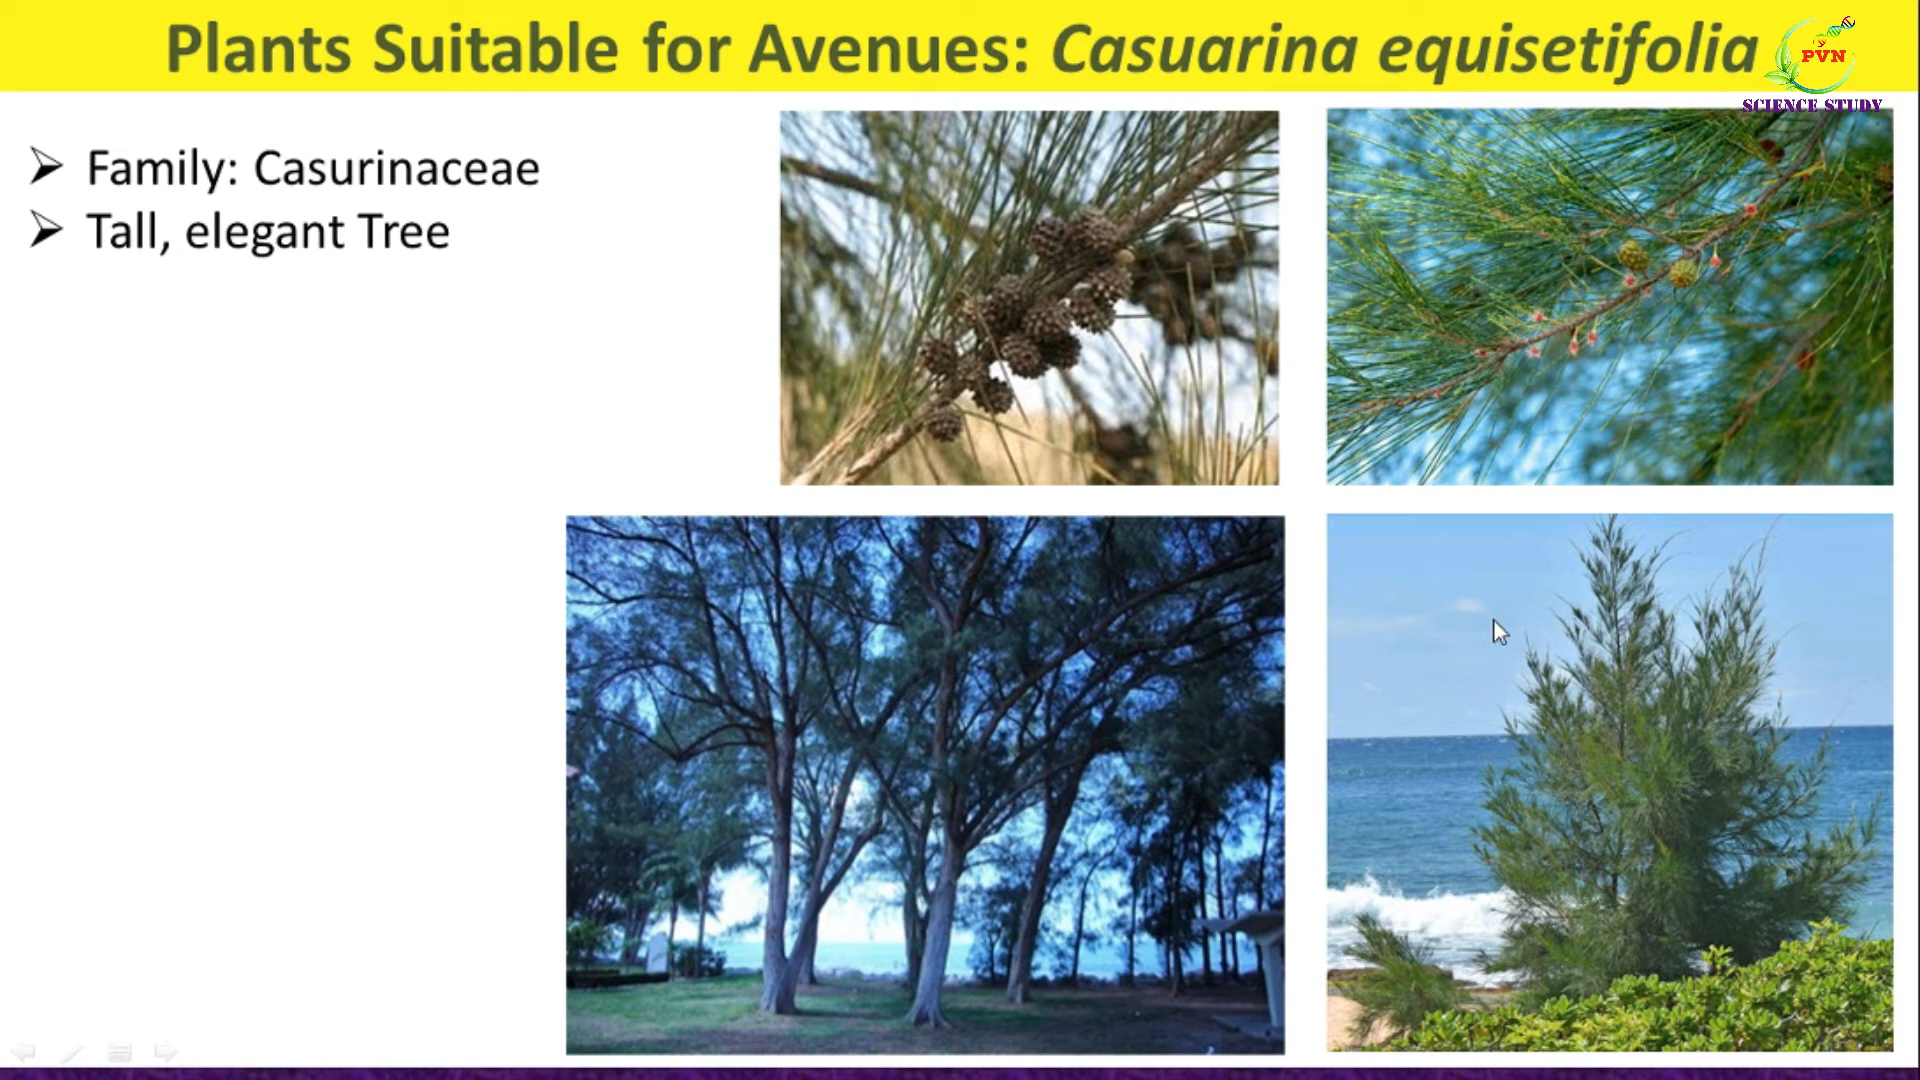 Plants Suitable for Avenues: Casuarina equisetifolia
PVN
SCIENCE STUDY
Family: Casurinaceae
Tall, elegant Tree